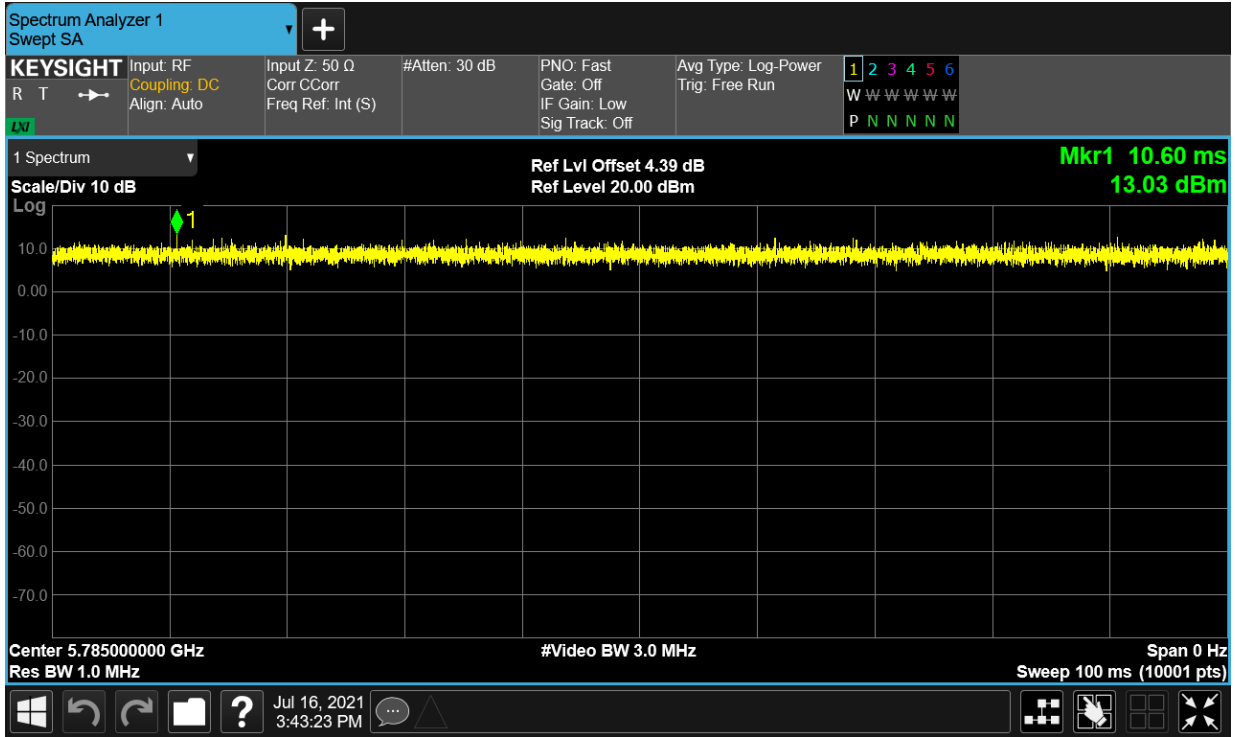 Spectrum Analyzer 1
Swept SA
KEYSIGHT
R T
LXI
Input: RF
Coupling: DC
Align: Auto
Input Z: 50 Ω
Corr CCorr
Freq Ref: Int (S)
#Atten: 30 dB
PNO: Fast
Gate: Off
IF Gain: Low
Sig Track: Off
Avg Type: Log-Power
Trig: Free Run
1 2 3 4 5 6
W W W W W W
P N N N N N
1 Spectrum
Scale/Div 10 dB
Ref Lvl Offset 4.39 dB
Ref Level 20.00 dBm
Mkr1 10.60 ms
13.03 dBm
Log
1
10.0
0.00
-10.0
-20.0
-30.0
-40.0
-50.0
-60.0
-70.0
Center 5.785000000 GHz
#Video BW 3.0 MHz
Span 0 Hz
Res BW 1.0 MHz
Sweep 100 ms (10001 pts)
?
Jul 16, 2021
3:43:23 PM